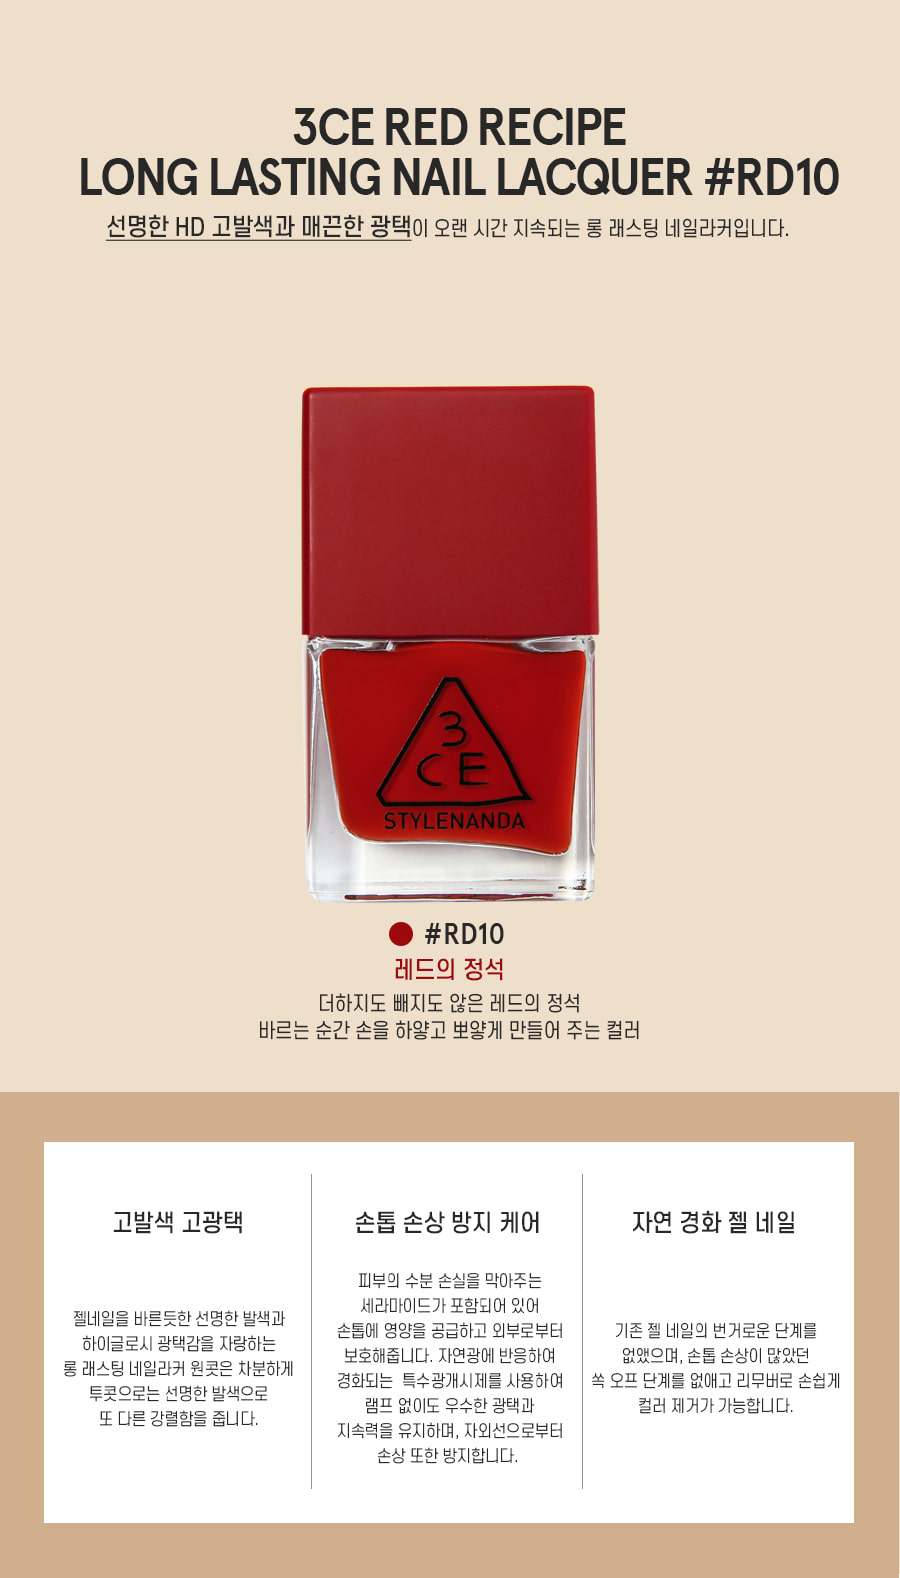 3CE RED RECIPE
LONG LASTING NAIL LACQUER #RD10
선명한 HD 고발색과 매끈한 광택이 오랜 시간 지속되는 롱 래스팅 네일라커입니다.
3
CE
STYLENANDA
#RD10
레드의 정석
더하지도 빼지도 않은 레드의 정석
바르는 순간 손을 하얗고 뽀얗게 만들어 주는 컬러
고발색 고광택
젤네일을 바른듯한 선명한 발색과
하이글로시 광택감을 자랑하는
롱 래스팅 네일라커 원콧은 차분하게
투콧으로는 선명한 발색으로
또 다른 강렬함을 줍니다.
손톱 손상 방지 케어
피부의 수분 손실을 막아주는
세라마이드가 포함되어 있어
손톱에 영양을 공급하고 외부로부터
보호해줍니다. 자연광에 반응하여
경화되는 특수광개시제를 사용하여
램프 없이도 우수한 광택과
지속력을 유지하며, 자외선으로부터
손상 또한 방지합니다.
자연 경화 젤 네일
기존 젤 네일의 번거로운 단계를
없앴으며, 손톱 손상이 많았던
쏙 오프 단계를 없애고 리무버로 손쉽게
컬러 제거가 가능합니다.